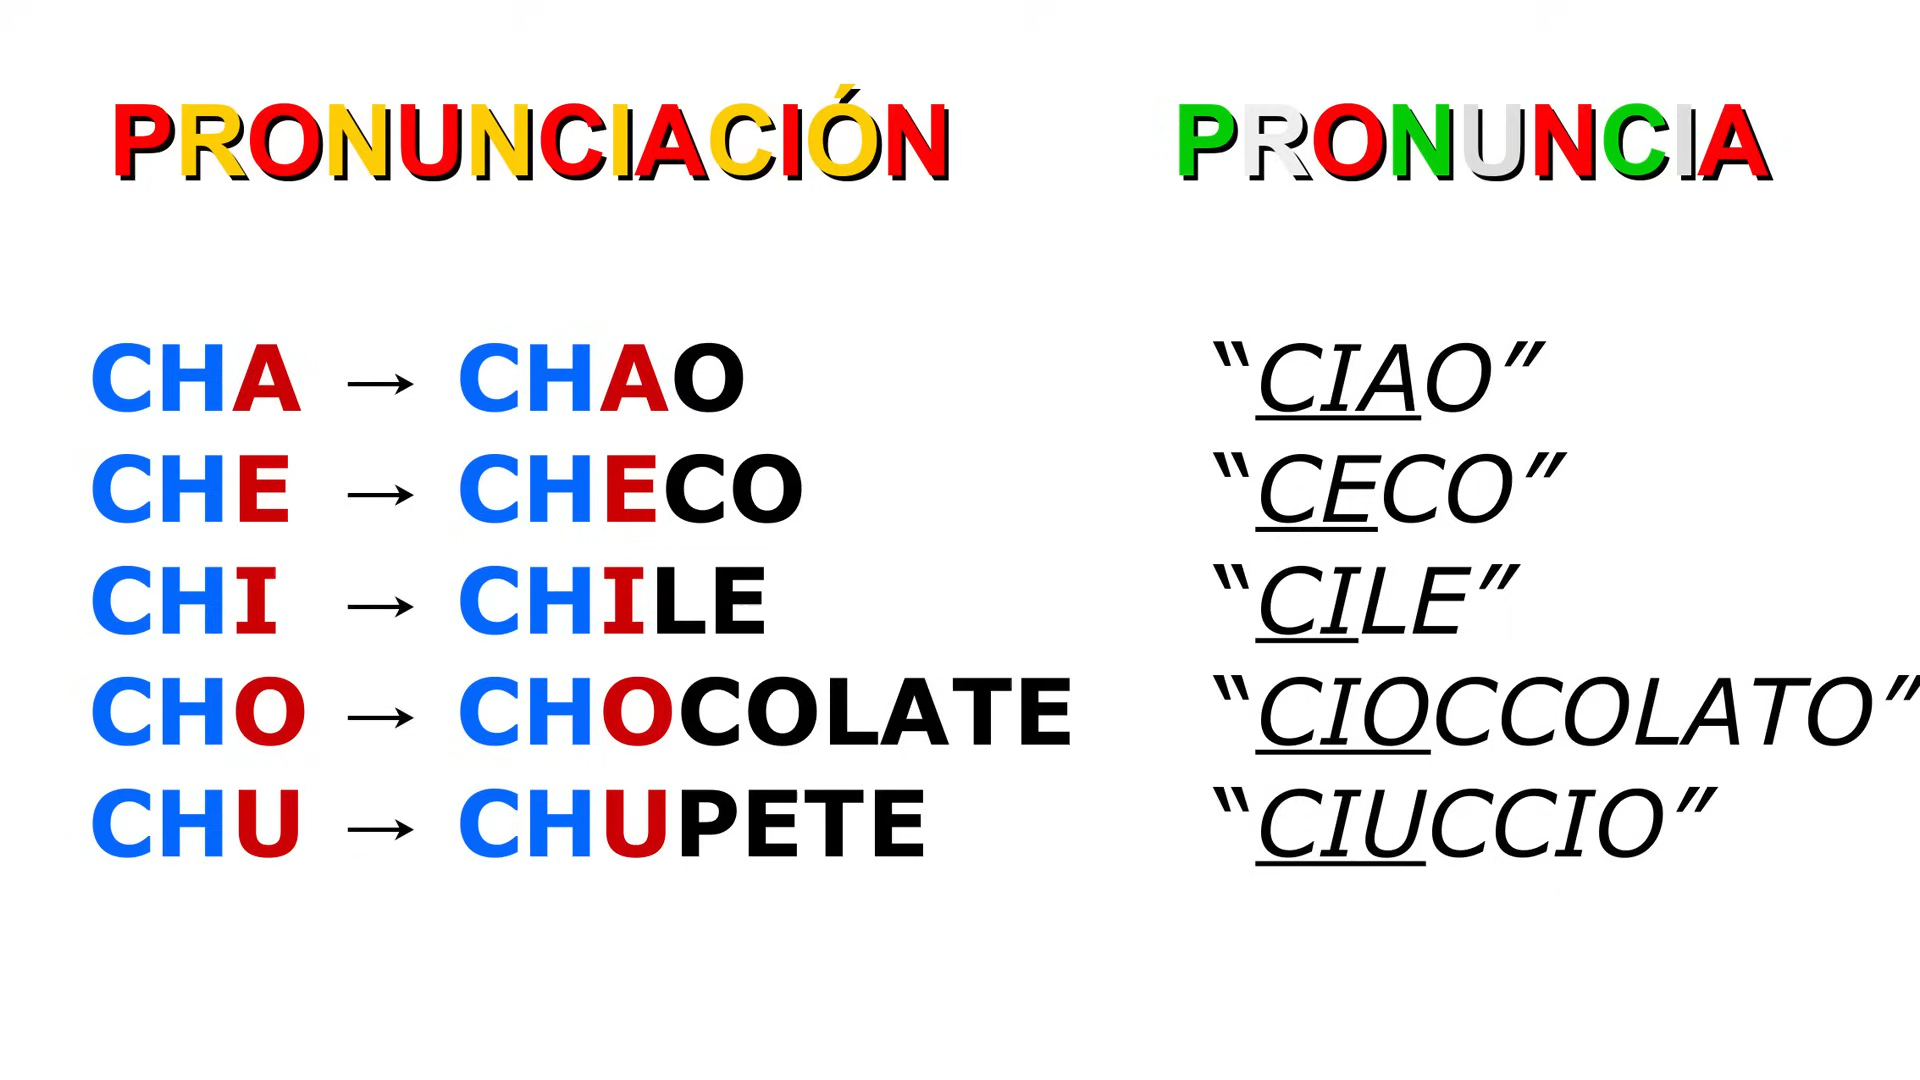 PRONUNCIACIÓN PRONUNCIA
CHA → CHAO “CIAO”
CHE → CHECO “CECO”
CHI → CHILE “CILE”
CHO → CHOCOLATE “CIOCCOLATO”
CHU → CHUPETE “CIUCCIO”